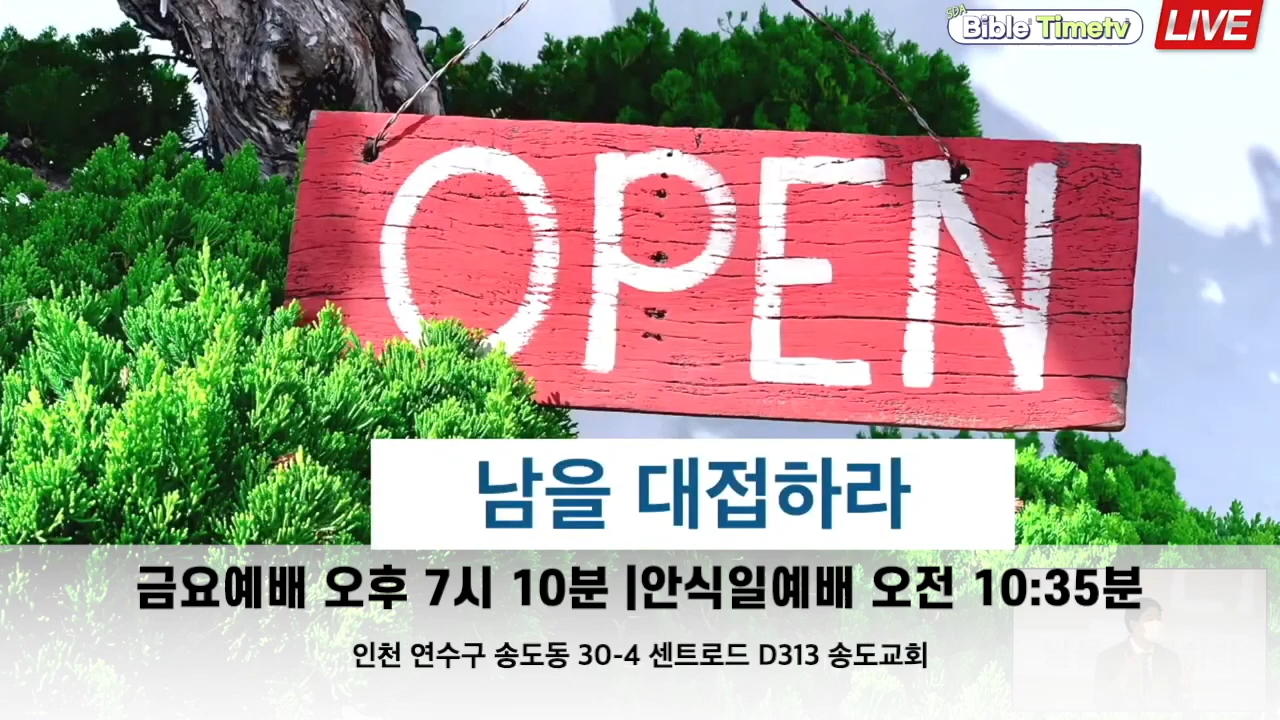 SDA
Bible Timetv
LIVE
OPEN
남을 대접하라
금요예배 오후 7시 10분 |안식일예배 오전 10:35분
인천 연수구 송도동 30-4 센트로드 D313 송도교회